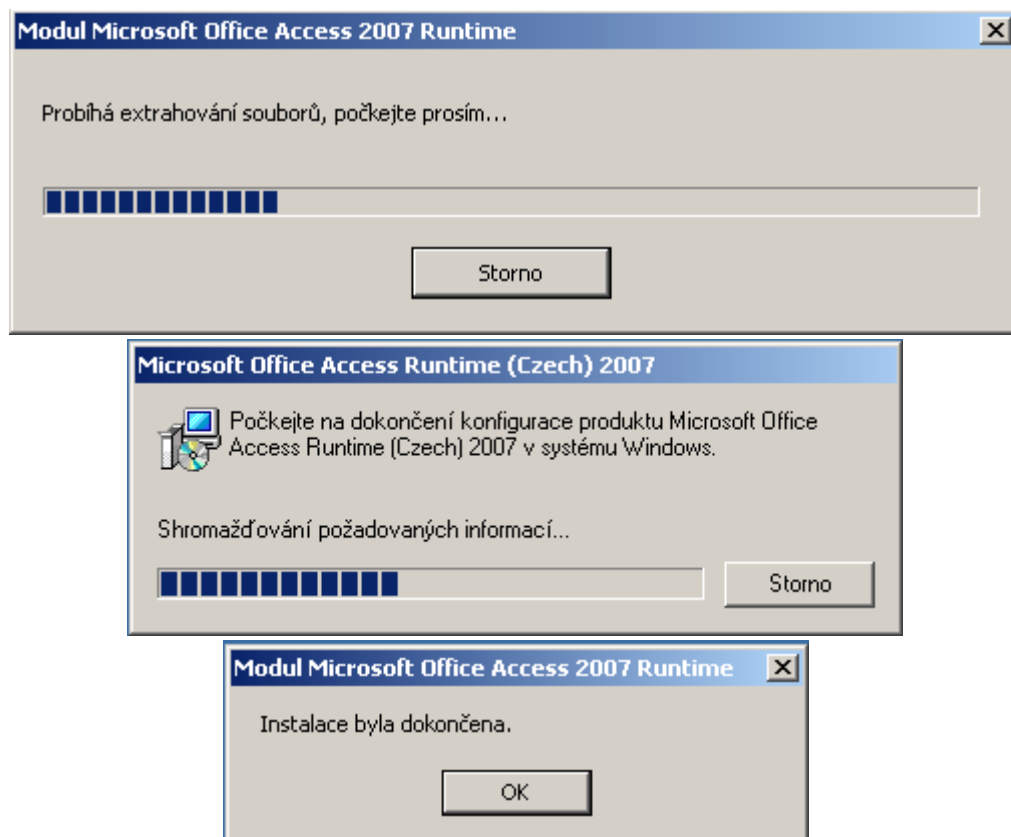 Modul Microsoft Office Access 2007 Runtime
Probíhá extrahování souborů, počkejte prosím...
Storno
Microsoft Office Access Runtime (Czech) 2007
Počkejte na dokončení konfigurace produktu Microsoft Office
Access Runtime (Czech) 2007 v systému Windows.
Shromažďování požadovaných informací...
Storno
Modul Microsoft Office Access 2007 Runtime
Instalace byla dokončena.
OK